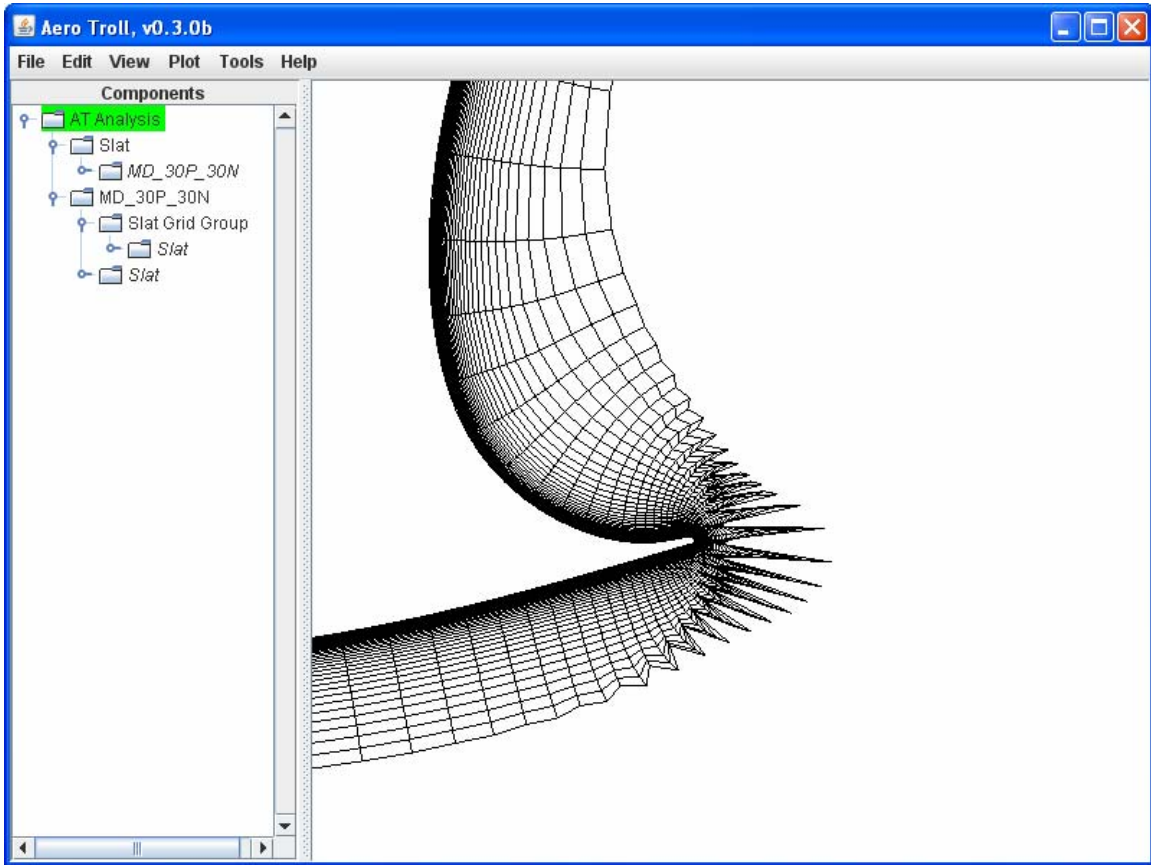 Aero Troll, v0.3.0b
File Edit View Plot Tools Help
Components
AT Analysis
Slat
MD_30P_30N
MD_30P_30N
Slat Grid Group
Slat
Slat